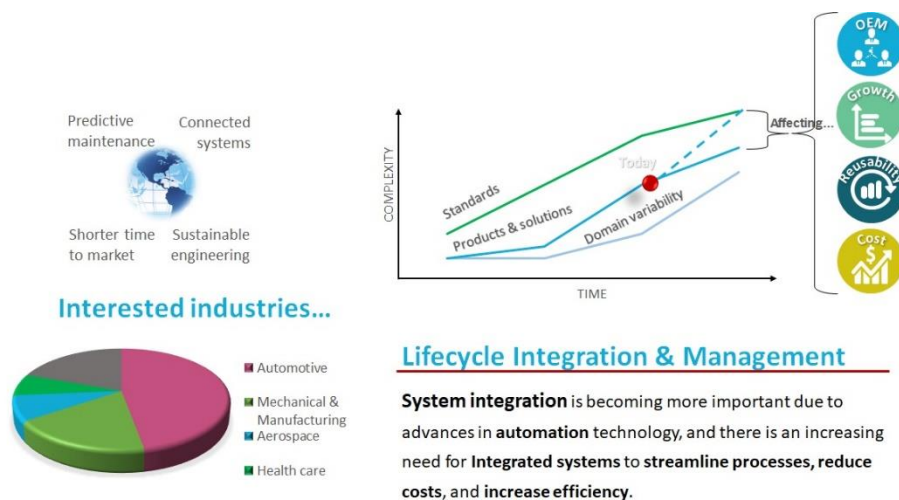 Predictive
maintenance
Connected
systems
Shorter time
to market
Sustainable
engineering
COMPLEXITY
Standards
Products & solutions
Domain variability
Today
TIME
Affecting...
OEM
Growth
Reusability
Cost
$
Interested industries...
Automotive
Mechanical &
Manufacturing
Aerospace
Health care
Lifecycle Integration & Management
System integration is becoming more important due to
advances in automation technology, and there is an increasing
need for Integrated systems to streamline processes, reduce
costs, and increase efficiency.